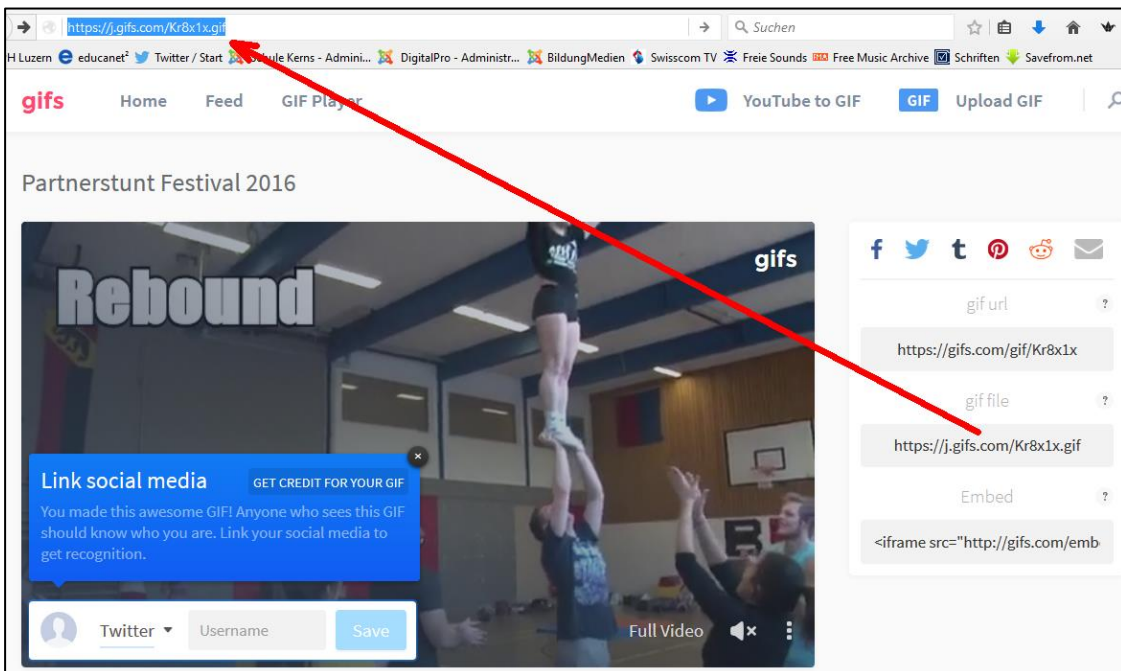 https://j.gifs.com/Kr8x1x.gif
Suchen
H Luzern educanet² Twitter / Start Schule Kerns - Admini... DigitalPro - Administr... BildungMedien Swisscom TV Freie Sounds Free Music Archive Schriften Savefrom.net
gifs Home Feed GIF Player YouTube to GIF GIF Upload GIF
Partnerstunt Festival 2016
gifs
Rebound
gif url ?
https://gifs.com/gif/Kr8x1x
gif file ?
https://j.gifs.com/Kr8x1x.gif
Embed ?
<iframe src="http://gifs.com/emb
Link social media GET CREDIT FOR YOUR GIF
You made this awesome GIF! Anyone who sees this GIF
should know who you are. Link your social media to
get recognition.
Twitter Username Save
Full Video